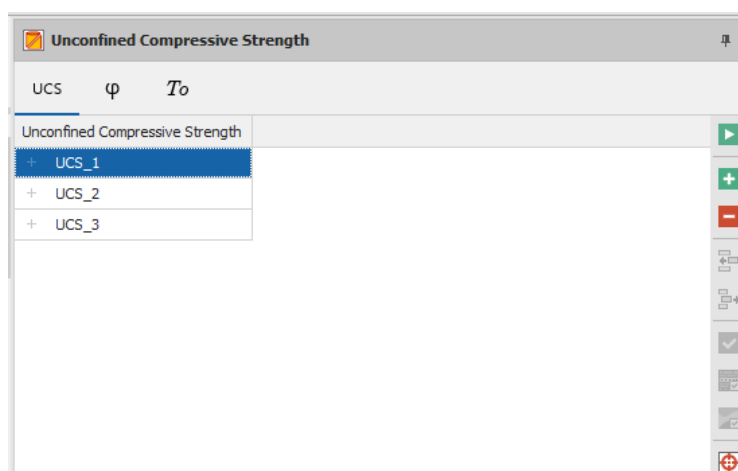 Unconfined Compressive Strength
UCS φ To
Unconfined Compressive Strength
UCS_1
UCS_2
UCS_3